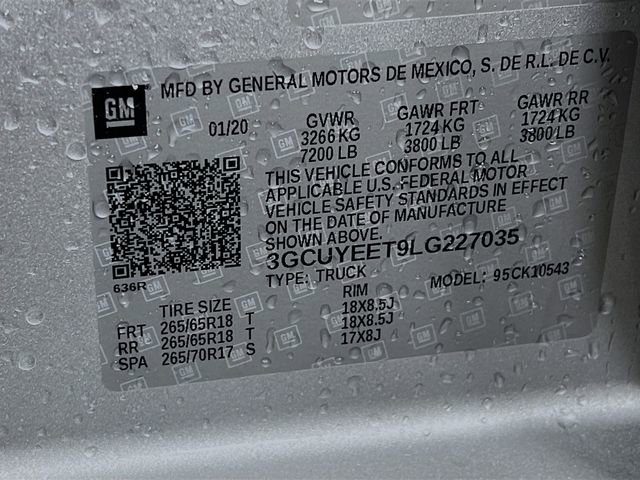 GM
MFD BY GENERAL MOTORS DE MEXICO, S. DE R.L. DE C.V.
01/20 GVWR GAWR FRT GAWR RR
3266 KG 1724 KG 1724 KG
7200 LB 3800 LB 3800 LB
THIS VEHICLE CONFORMS TO ALL
APPLICABLE U.S. FEDERAL MOTOR
VEHICLE SAFETY STANDARDS IN EFFECT
ON THE DATE OF MANUFACTURE
SHOWN ABOVE.
3GCUYEET9LG227035
636R TYPE: TRUCK MODEL: 95CK10543
TIRE SIZE RIM
FRT 265/65R18 T 18X8.5J
RR 265/65R18 T 18X8.5J
SPA 265/70R17 S 17X8J